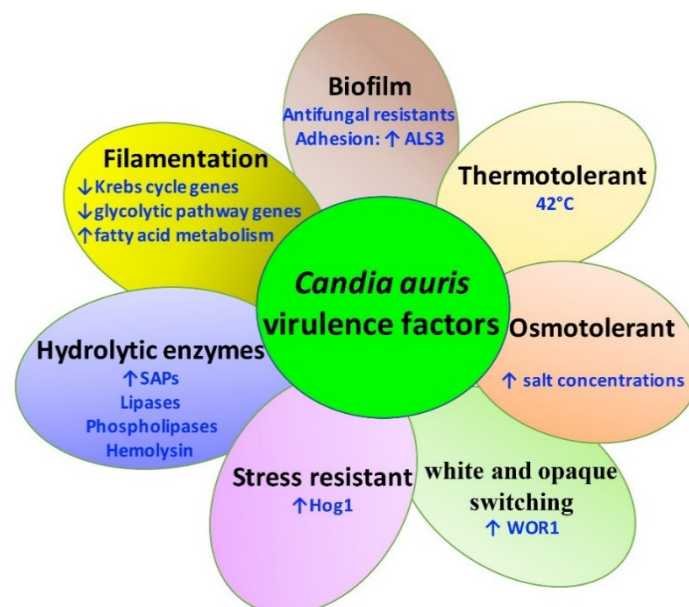 Biofilm
Antifungal resistants
Adhesion: ↑ ALS3
Filamentation
↓Krebs cycle genes
↓glycolytic pathway genes
↑fatty acid metabolism
Thermotolerant
42°C
Candia auris
virulence factors
Osmotolerant
↑ salt concentrations
Hydrolytic enzymes
↑SAPs
Lipases
Phospholipases
Hemolysin
Stress resistant
↑Hog1
white and opaque
switching
↑ WOR1